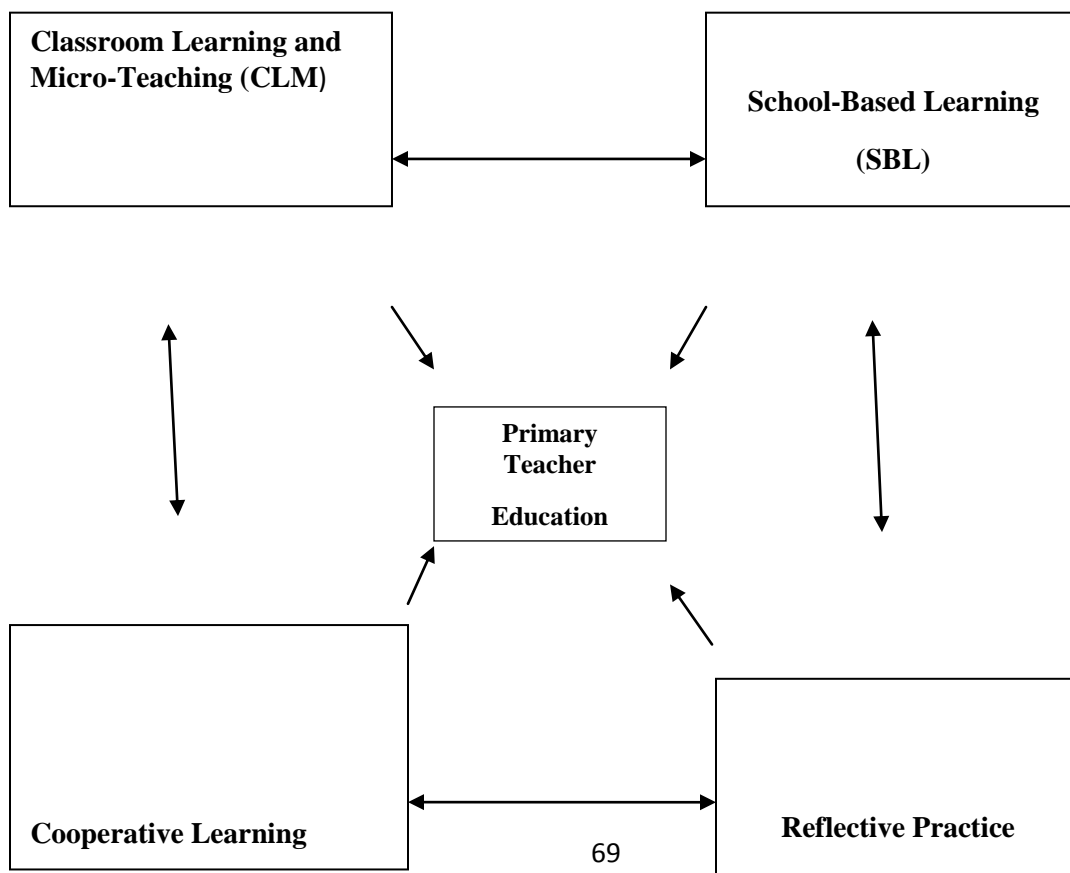 Classroom Learning and
Micro-Teaching (CLM)
School-Based Learning
(SBL)
Primary
Teacher
Education
Cooperative Learning
Reflective Practice
69